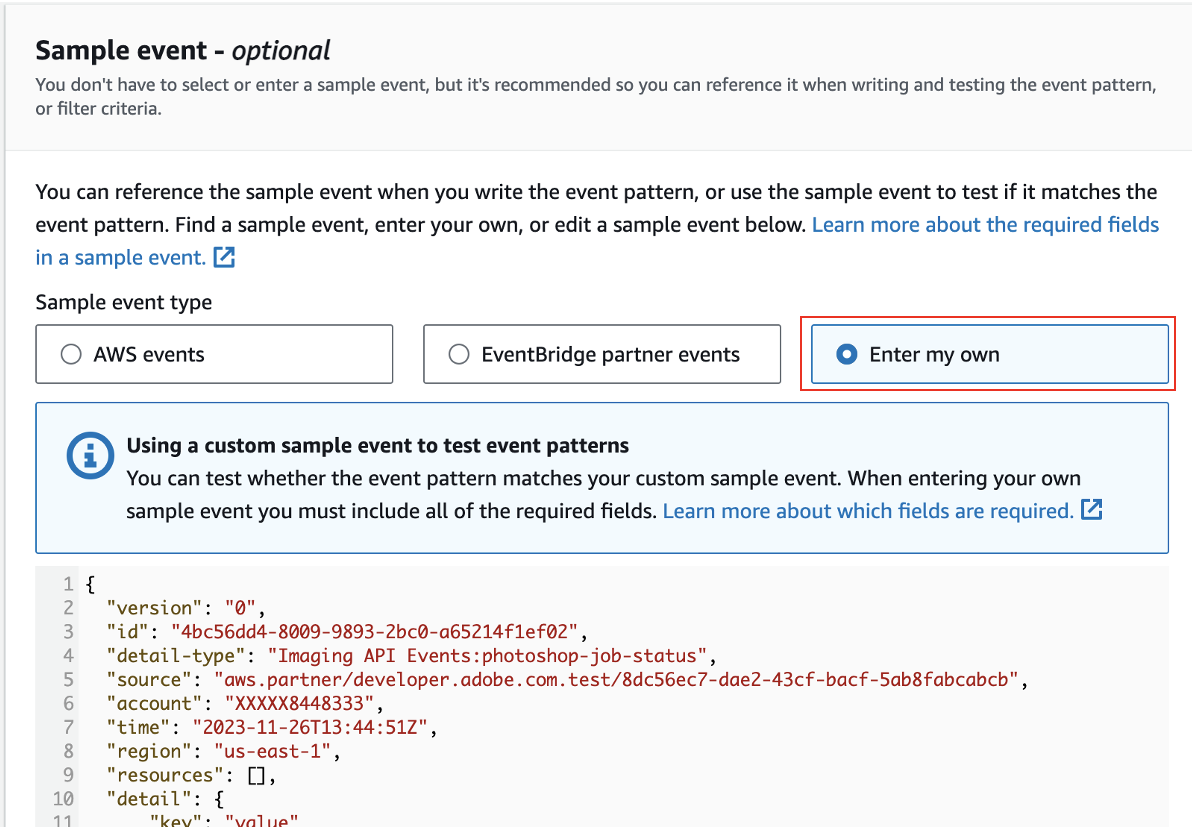 Sample event - optional
You don't have to select or enter a sample event, but it's recommended so you can reference it when writing and testing the event pattern,
or filter criteria.
You can reference the sample event when you write the event pattern, or use the sample event to test if it matches the
event pattern. Find a sample event, enter your own, or edit a sample event below. Learn more about the required fields
in a sample event.
Sample event type
AWS events
EventBridge partner events
Enter my own
Using a custom sample event to test event patterns
You can test whether the event pattern matches your custom sample event. When entering your own
sample event you must include all of the required fields. Learn more about which fields are required.
1 {
2 "version": "0",
3 "id": "4bc56dd4-8009-9893-2bc0-a65214f1ef02",
4 "detail-type": "Imaging API Events:photoshop-job-status",
5 "source": "aws.partner/developer.adobe.com.test/8dc56ec7-dae2-43cf-bacf-5ab8fabcabcb",
6 "account": "XXXXX8448333",
7 "time": "2023-11-26T13:44:51Z",
8 "region": "us-east-1",
9 "resources": [],
10 "detail": {
11 "key": "value"